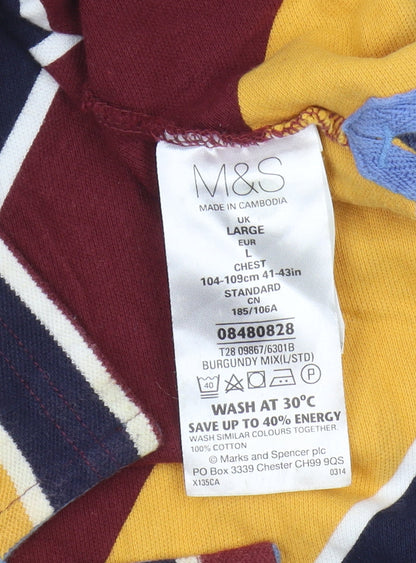 M&S
MADE IN CAMBODIA
UK
LARGE
EUR
L
CHEST
104-109cm 41-43in
STANDARD
CN
185/106A
08480828
T28 09867/6301B
BURGUNDY MIX(L/STD)
40 P
WASH AT 30°C
SAVE UP TO 40% ENERGY
WASH SIMILAR COLOURS TOGETHER.
100% COTTON
© Marks and Spencer plc
PO Box 3339 Chester CH99 9QS
X135CA 0314